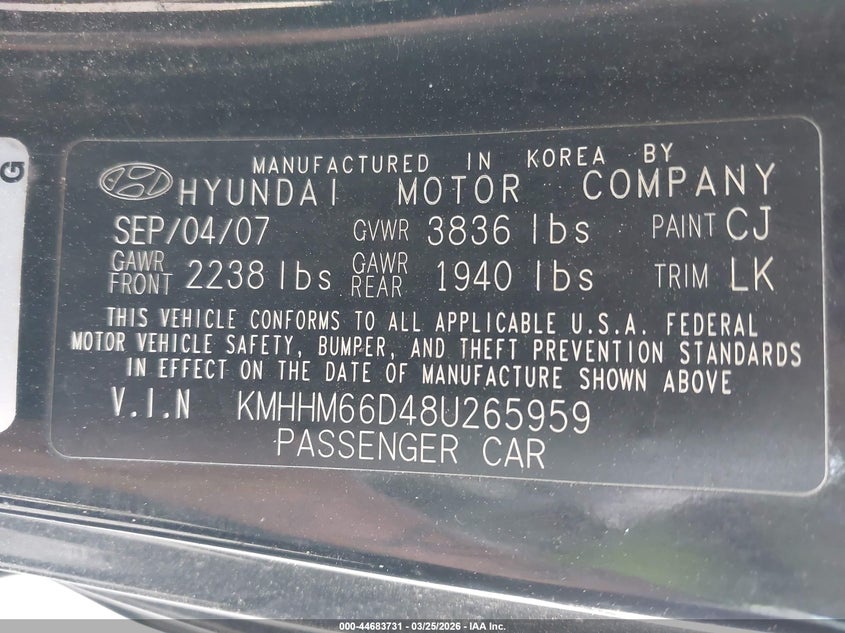 G
MANUFACTURED IN KOREA BY
HYUNDAI MOTOR COMPANY
SEP/04/07 GVWR 3836 lbs PAINT CJ
GAWR FRONT 2238 lbs GAWR REAR 1940 lbs TRIM LK
THIS VEHICLE CONFORMS TO ALL APPLICABLE U.S.A. FEDERAL
MOTOR VEHICLE SAFETY, BUMPER, AND THEFT PREVENTION STANDARDS
IN EFFECT ON THE DATE OF MANUFACTURE SHOWN ABOVE
V.I.N KMHHM66D48U265959
PASSENGER CAR
000-44683731 - 03/25/2026 - IAA Inc.